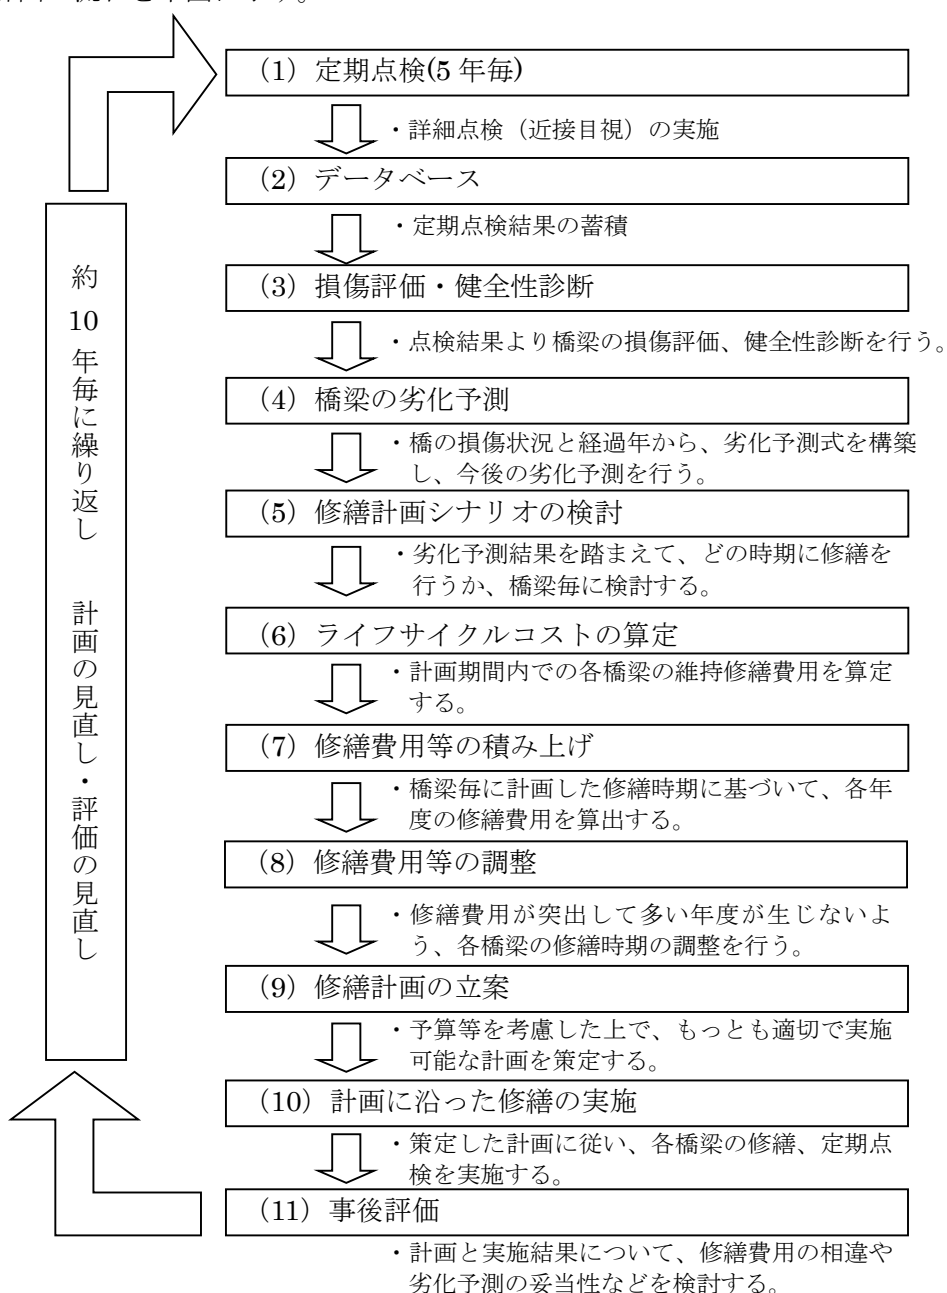 (1) 定期点検(5 年毎)
・詳細点検（近接目視）の実施
(2) データベース
・定期点検結果の蓄積
(3) 損傷評価・健全性診断
・点検結果より橋梁の損傷評価、健全性診断を行う。
(4) 橋梁の劣化予測
・橋の損傷状況と経過年から、劣化予測式を構築
し、今後の劣化予測を行う。
(5) 修繕計画シナリオの検討
・劣化予測結果を踏まえて、どの時期に修繕を
行うか、橋梁毎に検討する。
(6) ライフサイクルコストの算定
・計画期間内での各橋梁の維持修繕費用を算定
する。
(7) 修繕費用等の積み上げ
・橋梁毎に計画した修繕時期に基づいて、各年
度の修繕費用を算出する。
(8) 修繕費用等の調整
・修繕費用が突出して多い年度が生じないよ
う、各橋梁の修繕時期の調整を行う。
(9) 修繕計画の立案
・予算等を考慮した上で、もっとも適切で実施
可能な計画を策定する。
(10) 計画に沿った修繕の実施
・策定した計画に従い、各橋梁の修繕、定期点
検を実施する。
(11) 事後評価
・計画と実施結果について、修繕費用の相違や
劣化予測の妥当性などを検討する。
約 10 年毎に繰り返し　計画の見直し・評価の見直し